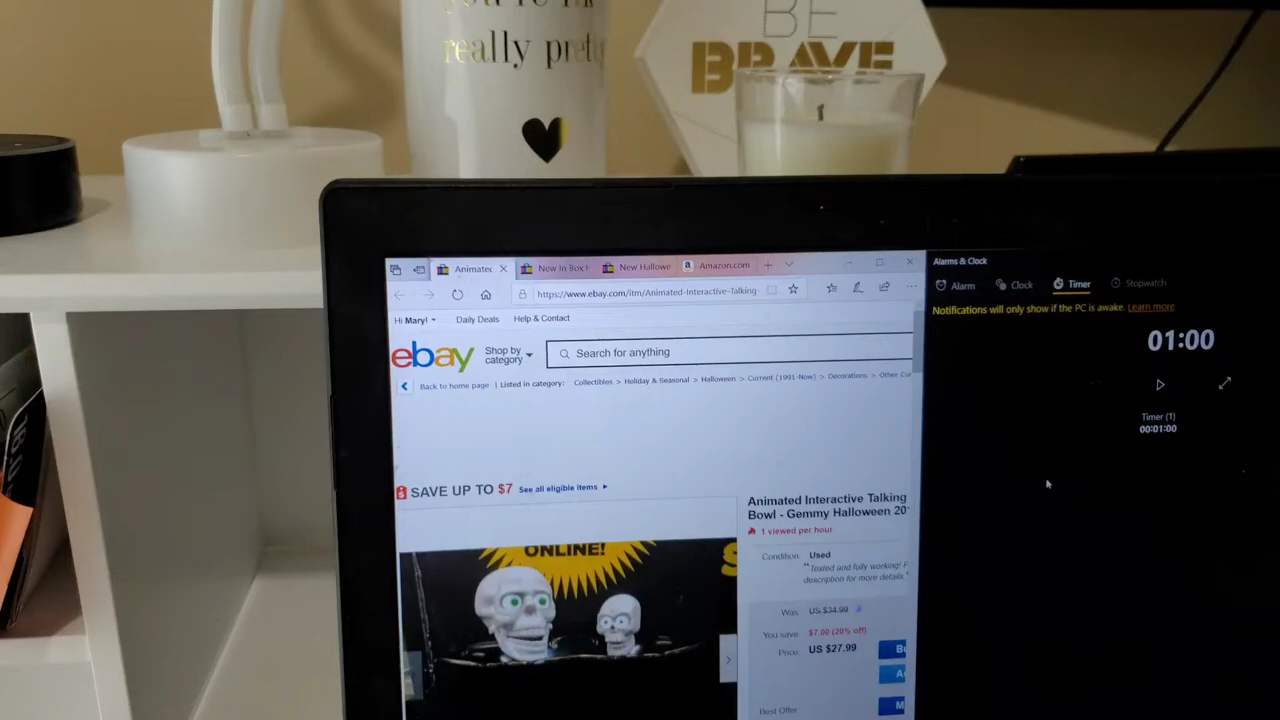 really pretty
BE
BRAVE
Animated
New In Box
New Hallowe
Amazon.com
https://www.ebay.com/itm/Animated-Interactive-Talking-
Hi Mary!
Daily Deals
Help & Contact
ebay
Shop by
category
Search for anything
Back to home page | Listed in category: Collectibles > Holiday & Seasonal > Halloween > Current (1991-Now) > Decorations > Other Cur
SAVE UP TO $7 See all eligible items
ONLINE!
Animated Interactive Talking
Bowl - Gemmy Halloween 20
1 viewed per hour
Condition: Used
"Tested and fully working!
description for more details."
Was: US $34.99
You save: $7.00 (20% off)
Price: US $27.99
Best Offer
Alarms & Clock
Alarm
Clock
Timer
Stopwatch
Notifications will only show if the PC is awake. Learn more
01:00
Timer (1)
00:01:00